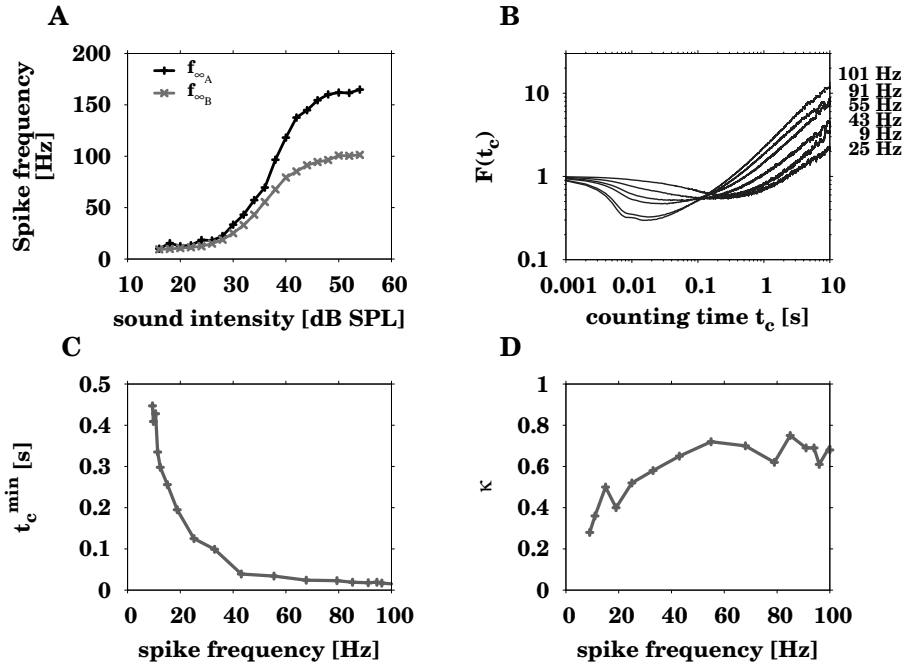 A
Spike frequency
[Hz]
200
150
100
50
0
f∞A
f∞B
10 20 30 40 50 60
sound intensity [dB SPL]
B
F(t_c)
10
1
0.1
0.001 0.01 0.1 1 10
counting time t_c [s]
101 Hz
91 Hz
55 Hz
43 Hz
9 Hz
25 Hz
C
t_c^min [s]
0.5
0.4
0.3
0.2
0.1
0
0 20 40 60 80 100
spike frequency [Hz]
D
κ
1
0.8
0.6
0.4
0.2
0
0 20 40 60 80 100
spike frequency [Hz]